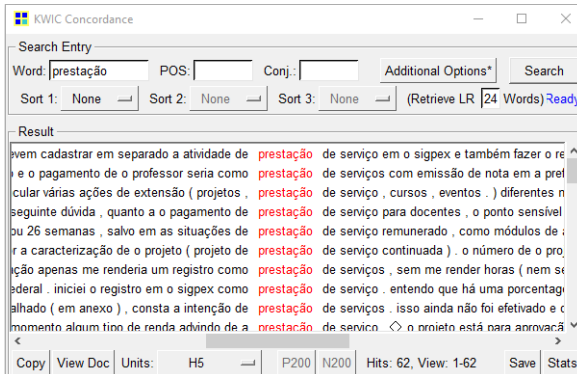 KWIC Concordance
Search Entry
Word: prestação POS: Conj.: Additional Options* Search
Sort 1: None Sort 2: None Sort 3: None (Retrieve LR 24 Words) Ready
Result
evem cadastrar em separado a atividade de prestação de serviço em o sigpex e também fazer o re
o e o pagamento de o professor seria como prestação de serviços com emissão de nota em a pref
cular várias ações de extensão ( projetos , prestação de serviço , cursos , eventos . ) diferentes n
seguinte dúvida , quanto a o pagamento de prestação de serviço para docentes , o ponto sensível
ou 26 semanas , salvo em as situações de prestação de serviço remunerado , como módulos de a
r a caracterização de o projeto ( projeto de prestação de serviço continuada ) . o número de o proj
ção apenas me renderia um registro como prestação de serviços , sem me render horas ( nem se
ederal . iniciei o registro em o sigpex como prestação de serviço . entendo que há uma porcentage
alhado ( em anexo ) , consta a intenção de prestação de serviços . isso ainda não foi efetivado e
momento algum tipo de renda advindo de a prestação de serviço. ◇ o projeto está para aprovaçã
Copy View Doc Units: H5 P200 N200 Hits: 62, View: 1-62 Save Stats